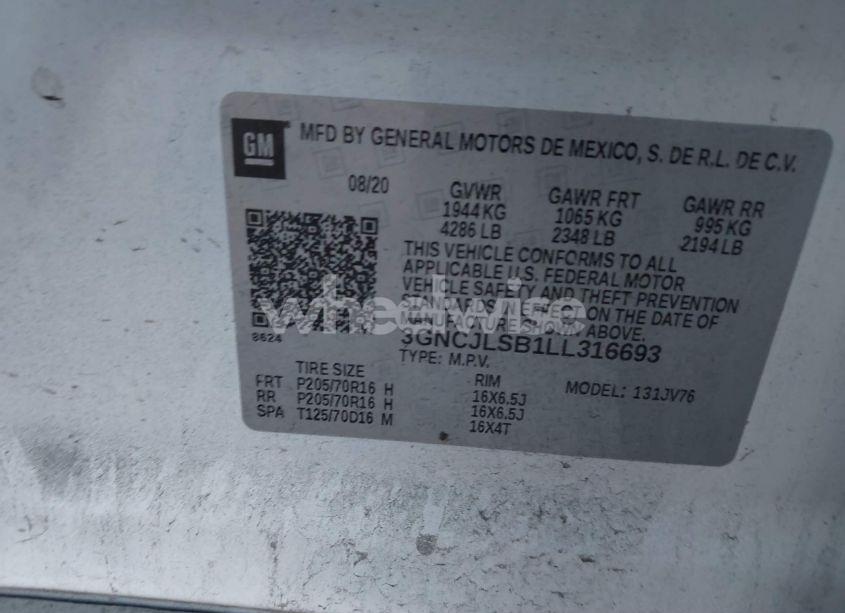 GM
MFD BY GENERAL MOTORS DE MEXICO, S. DE R.L. DE C.V.
08/20 GVWR GAWR FRT GAWR RR
1944 KG 1065 KG 995 KG
4286 LB 2348 LB 2194 LB
THIS VEHICLE CONFORMS TO ALL
APPLICABLE U.S. FEDERAL MOTOR
VEHICLE SAFETY AND THEFT PREVENTION
STANDARDS IN EFFECT ON THE DATE OF
MANUFACTURE SHOWN ABOVE.
wheelwise
8624
3GNCJLSB1LL316693
TYPE: M.P.V.
TIRE SIZE RIM MODEL: 131JV76
FRT P205/70R16 H 16X6.5J
RR P205/70R16 H 16X6.5J
SPA T125/70D16 M 16X4T